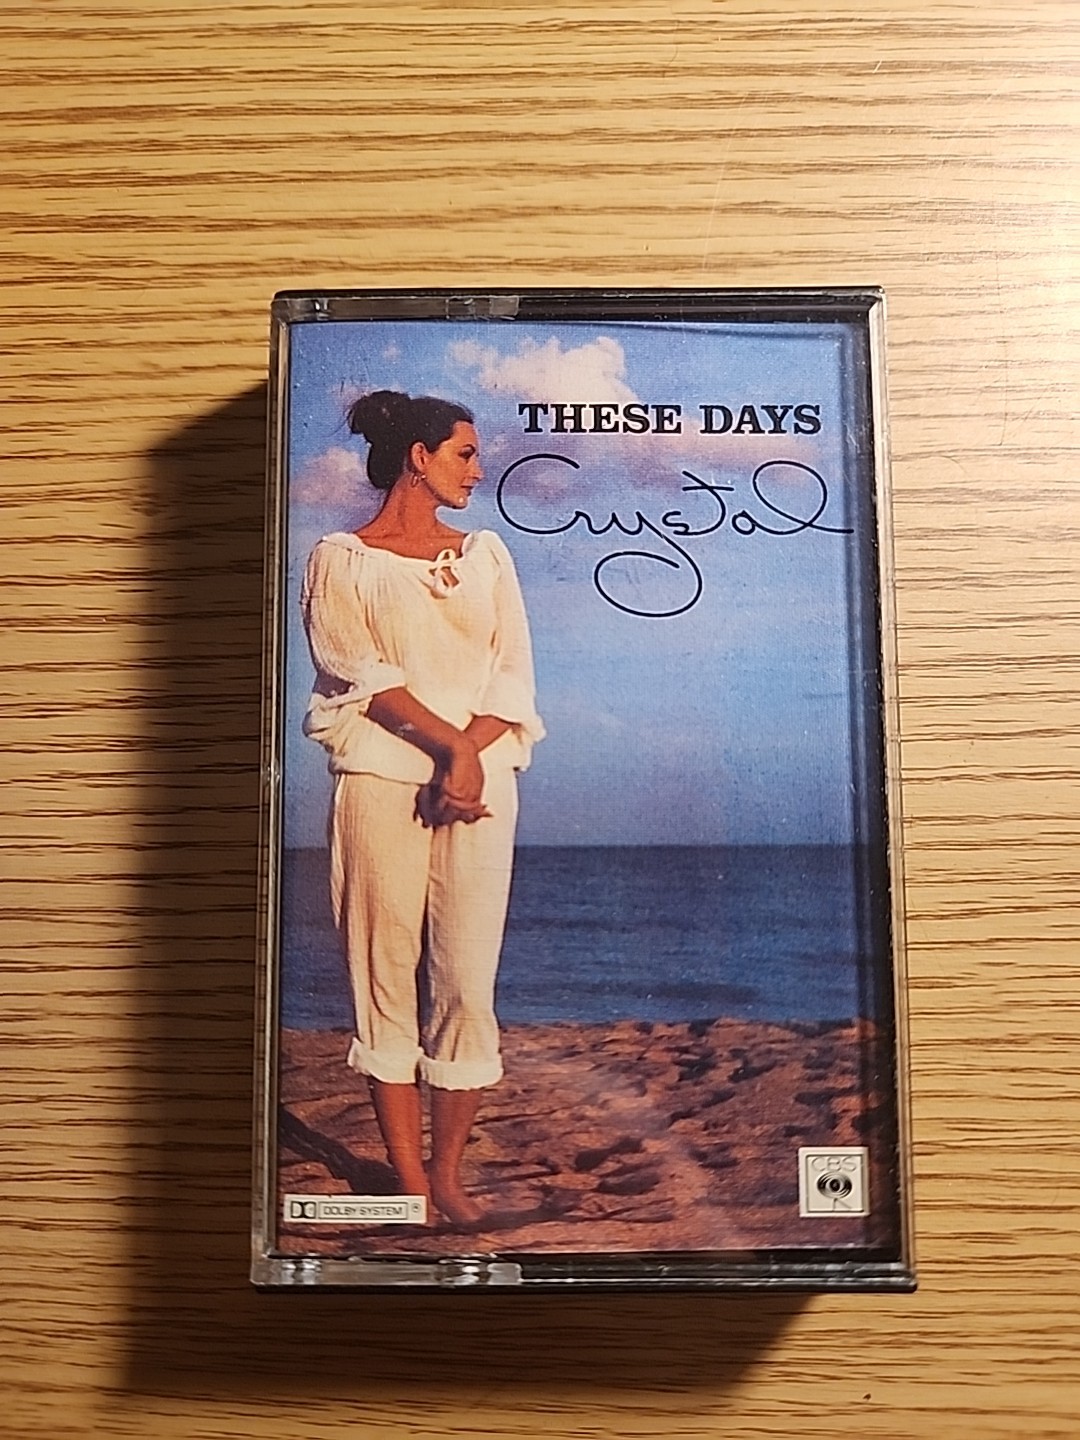 THESE DAYS
Crystal
CBS
DOLBY SYSTEM ®